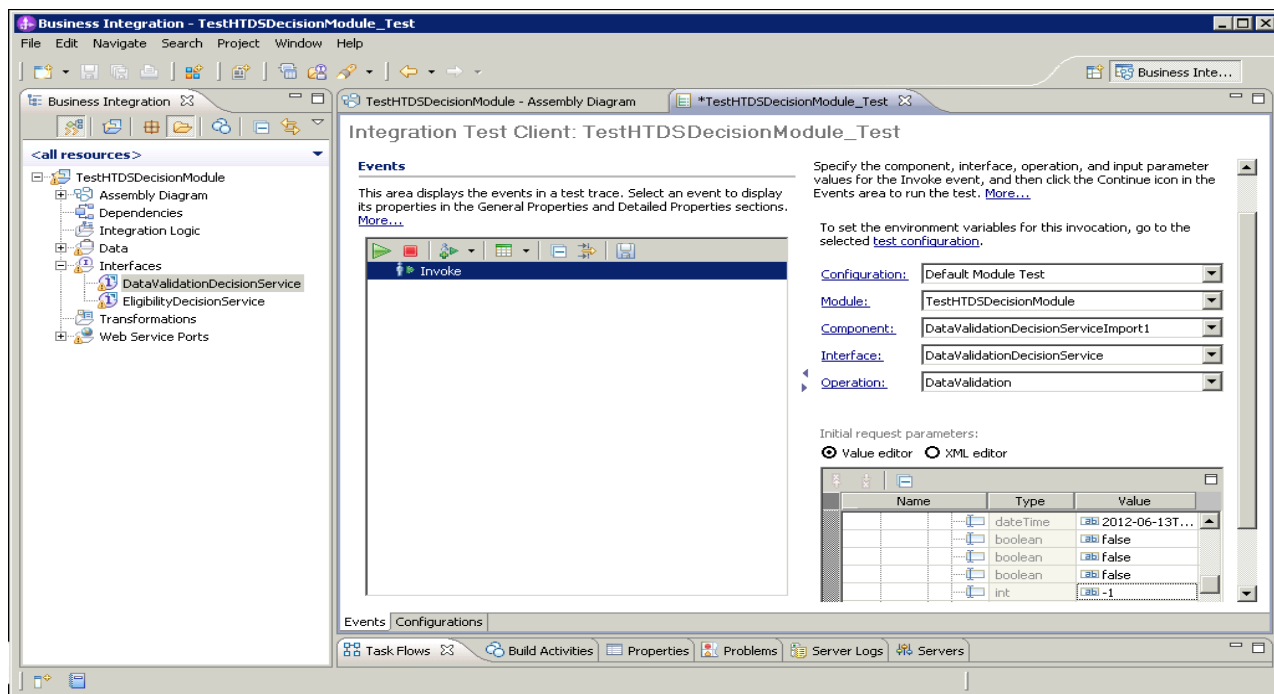 Business Integration - TestHTDSDecisionModule_Test
File Edit Navigate Search Project Window Help
Business Inte...
Business Integration
<all resources>
TestHTDSDecisionModule
Assembly Diagram
Dependencies
Integration Logic
Data
Interfaces
DataValidationDecisionService
EligibilityDecisionService
Transformations
Web Service Ports
TestHTDSDecisionModule - Assembly Diagram
*TestHTDSDecisionModule_Test
Integration Test Client: TestHTDSDecisionModule_Test
Events
This area displays the events in a test trace. Select an event to display
its properties in the General Properties and Detailed Properties sections.
More...
Invoke
Specify the component, interface, operation, and input parameter
values for the Invoke event, and then click the Continue icon in the
Events area to run the test. More...
To set the environment variables for this invocation, go to the
selected test configuration.
Configuration: Default Module Test
Module: TestHTDSDecisionModule
Component: DataValidationDecisionServiceImport1
Interface: DataValidationDecisionService
Operation: DataValidation
Initial request parameters:
Value editor XML editor
Name Type Value
dateTime 2012-06-13T...
boolean false
boolean false
boolean false
int -1
Events Configurations
Task Flows Build Activities Properties Problems Server Logs Servers